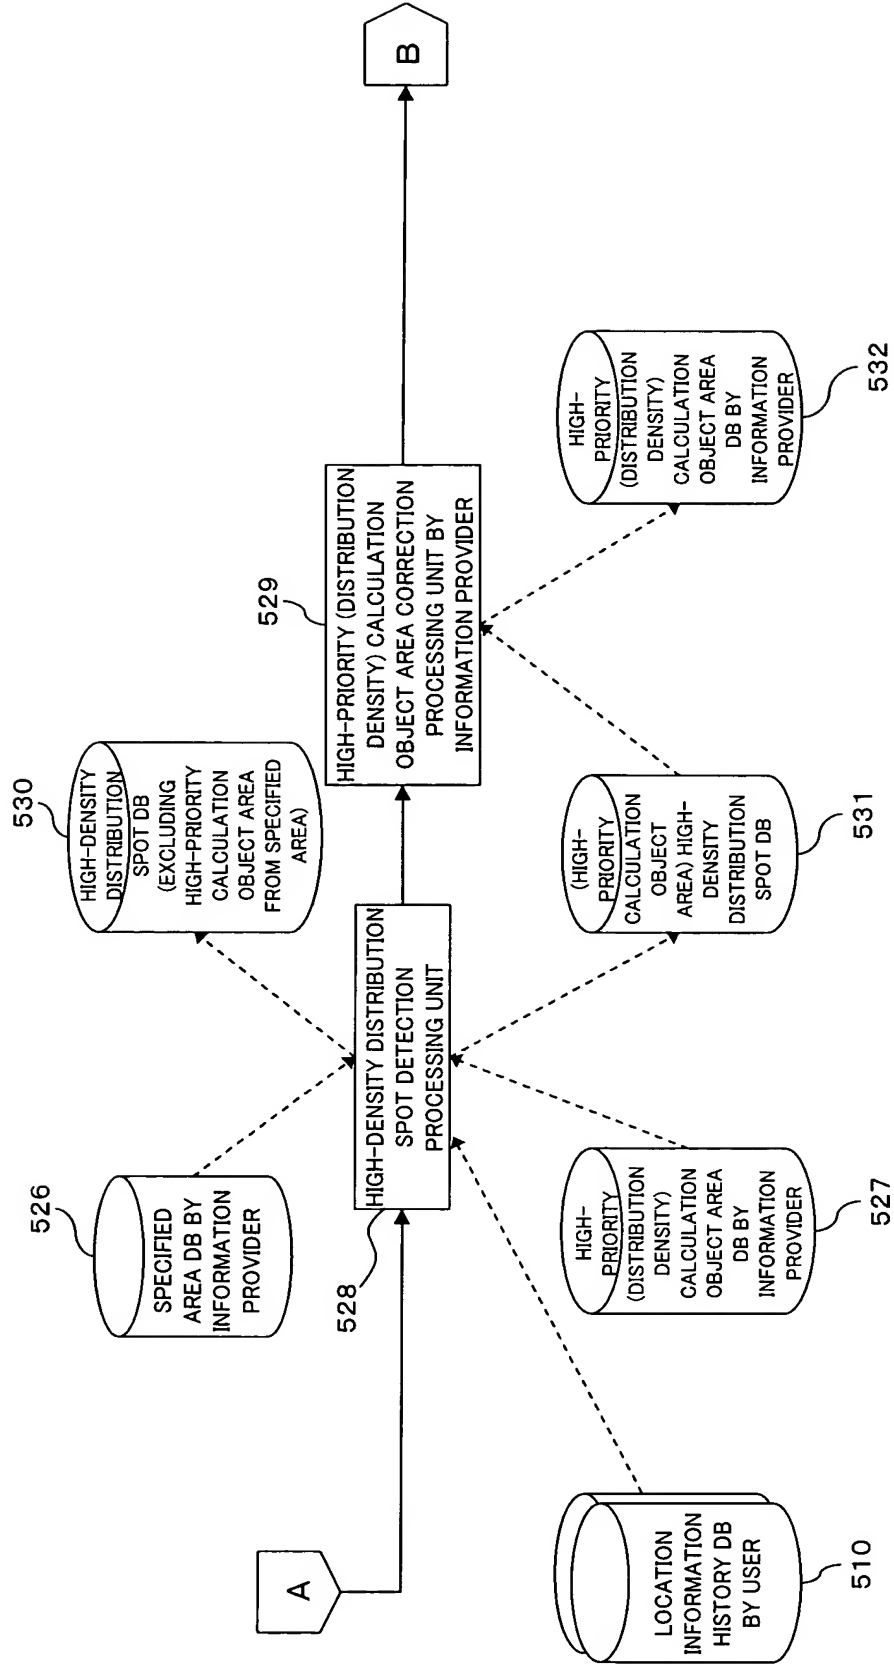 A
LOCATION
INFORMATION
HISTORY DB
BY USER
510
526
SPECIFIED
AREA DB BY
INFORMATION
PROVIDER
528
HIGH-DENSITY DISTRIBUTION
SPOT DETECTION
PROCESSING UNIT
HIGH-
PRIORITY
(DISTRIBUTION
DENSITY)
CALCULATION
OBJECT AREA
DB BY
INFORMATION
PROVIDER
527
530
HIGH-DENSITY
DISTRIBUTION
SPOT DB
(EXCLUDING
HIGH-PRIORITY
CALCULATION
OBJECT AREA
FROM SPECIFIED
AREA)
(HIGH-
PRIORITY
CALCULATION
OBJECT
AREA) HIGH-
DENSITY
DISTRIBUTION
SPOT DB
531
529
HIGH-PRIORITY (DISTRIBUTION
DENSITY) CALCULATION
OBJECT AREA CORRECTION
PROCESSING UNIT BY
INFORMATION PROVIDER
HIGH-
PRIORITY
(DISTRIBUTION
DENSITY)
CALCULATION
OBJECT AREA
DB BY
INFORMATION
PROVIDER
532
B